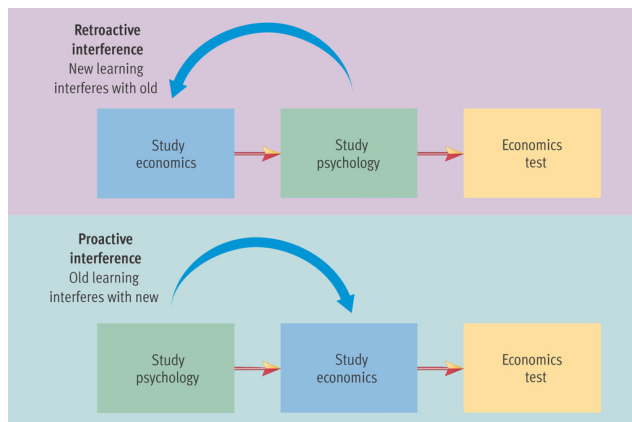 Retroactive
interference
New learning
interferes with old
Study
economics
Study
psychology
Economics
test
Proactive
interference
Old learning
interferes with new
Study
psychology
Study
economics
Economics
test